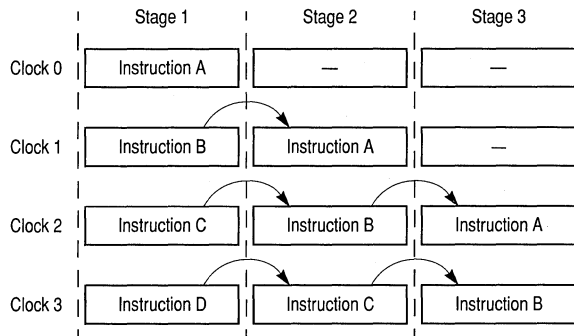 Stage 1 Stage 2 Stage 3
Clock 0 Instruction A — —
Clock 1 Instruction B Instruction A —
Clock 2 Instruction C Instruction B Instruction A
Clock 3 Instruction D Instruction C Instruction B